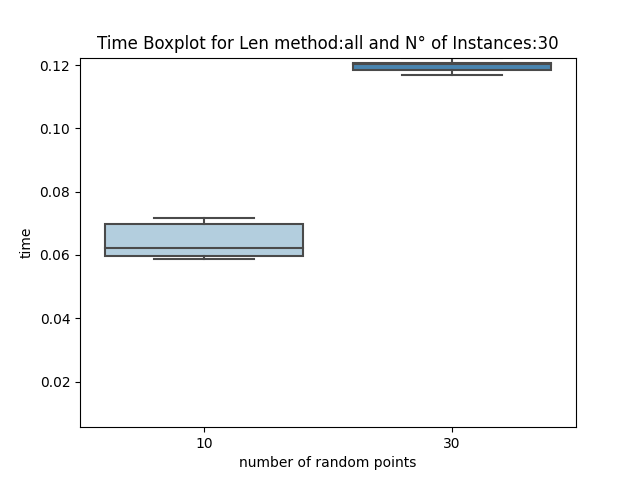 Time Boxplot for Len method:all and N° of Instances:30
0.12
0.10
0.08
0.06
0.04
0.02
time
10
30
number of random points